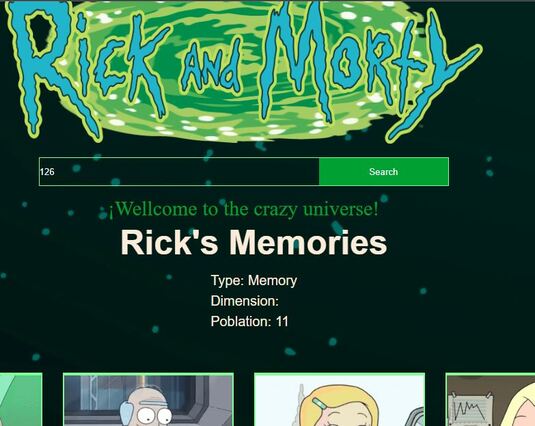 Rick AND MORTY
126
Search
¡Wellcome to the crazy universe!
Rick's Memories
Type: Memory
Dimension:
Poblation: 11